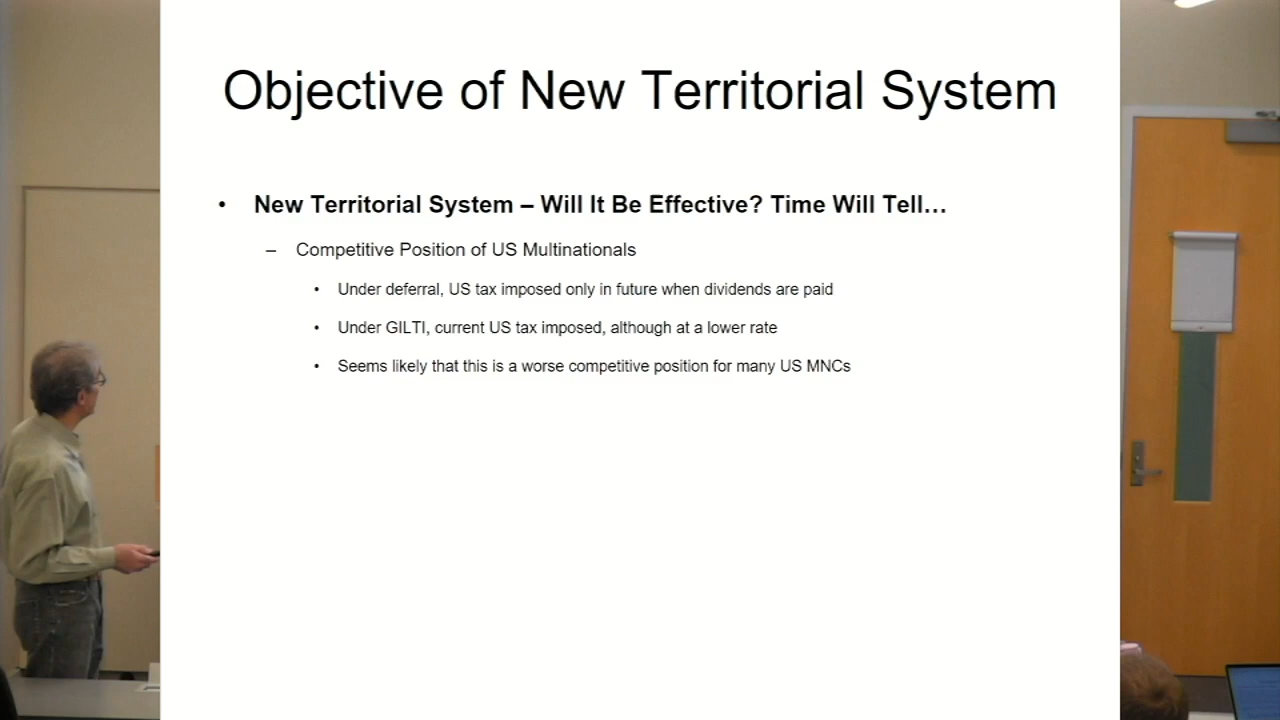 Objective of New Territorial System
• New Territorial System – Will It Be Effective? Time Will Tell…
– Competitive Position of US Multinationals
• Under deferral, US tax imposed only in future when dividends are paid
• Under GILTI, current US tax imposed, although at a lower rate
• Seems likely that this is a worse competitive position for many US MNCs